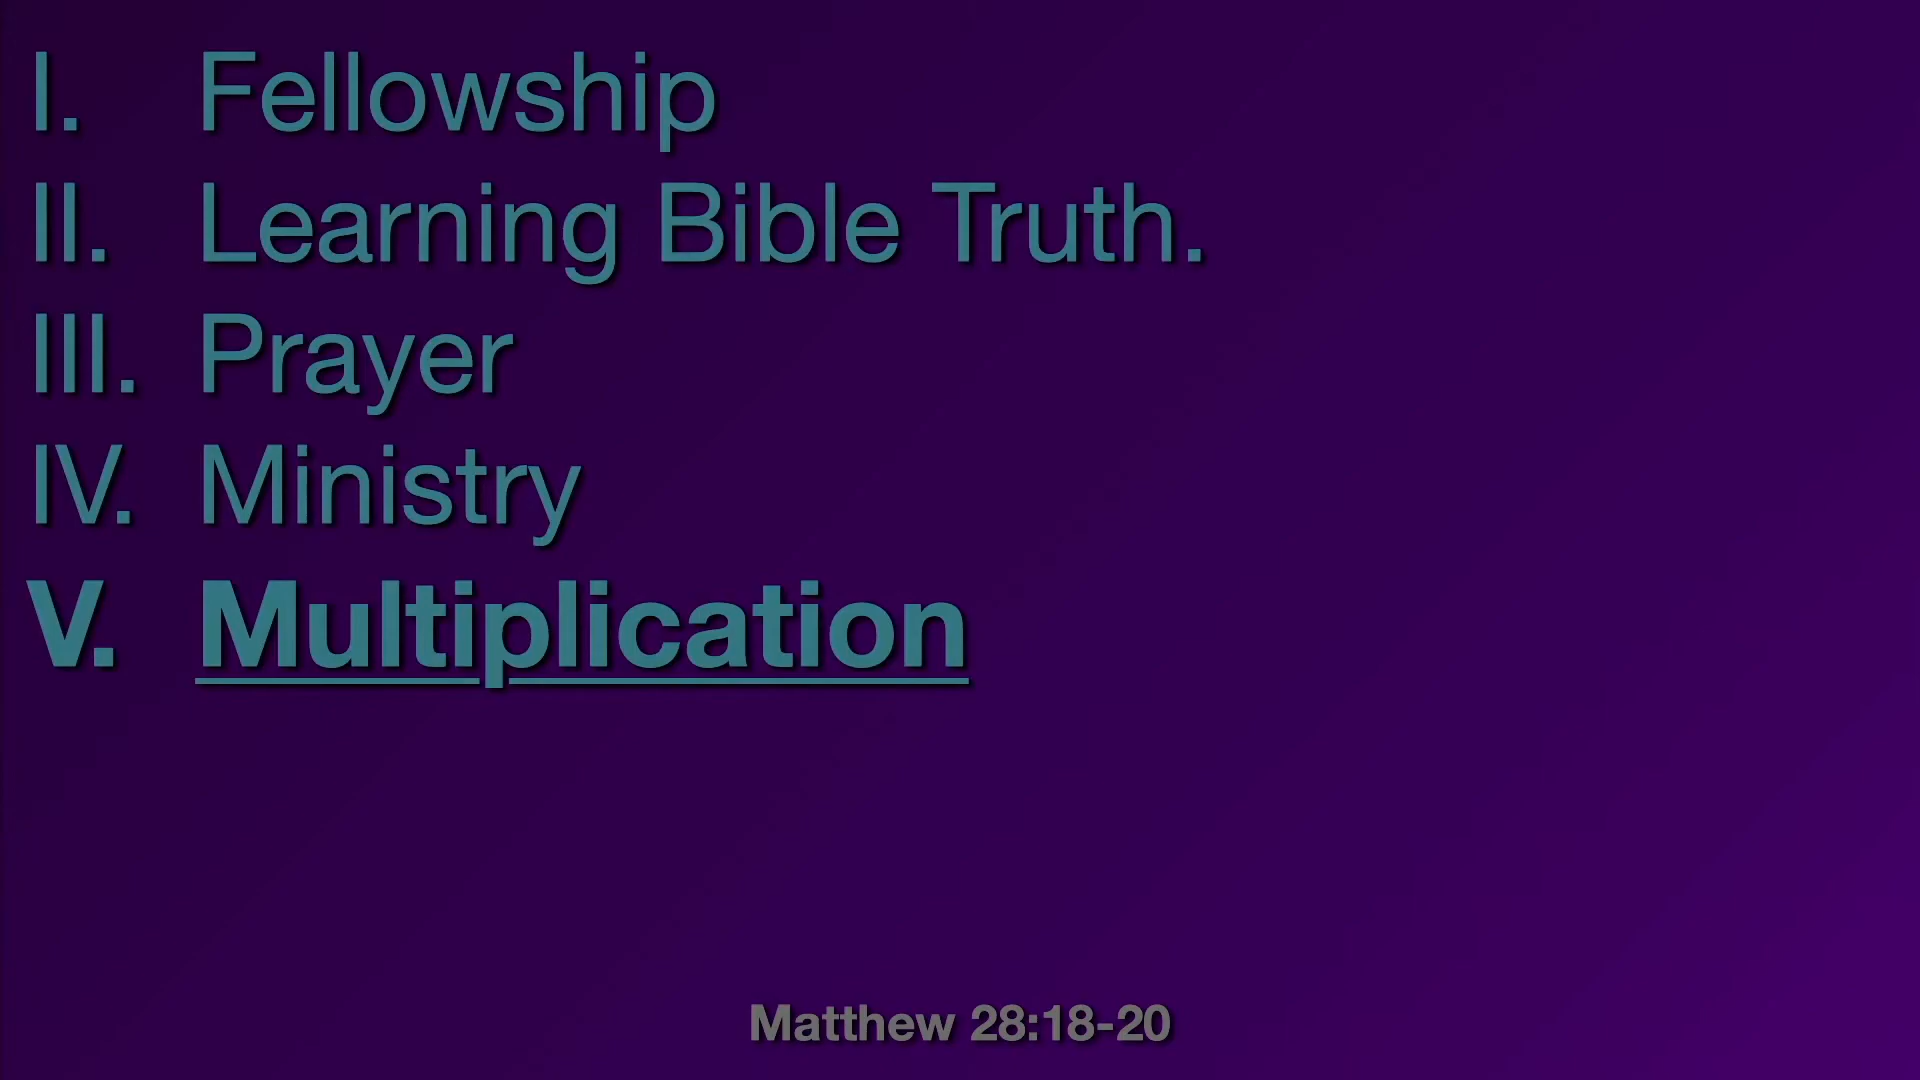 I. Fellowship
II. Learning Bible Truth.
III. Prayer
IV. Ministry
V. Multiplication
Matthew 28:18-20